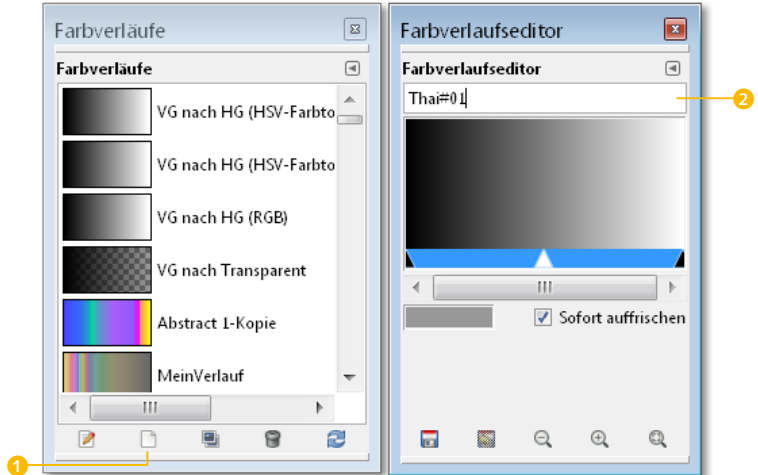 Farbverläufe
Farbverläufe
VG nach HG (HSV-Farbto
VG nach HG (HSV-Farbto
VG nach HG (RGB)
VG nach Transparent
Abstract 1-Kopie
MeinVerlauf
1
Farbverlaufseditor
Farbverlaufseditor
Thai#01
2
Sofort auffrischen